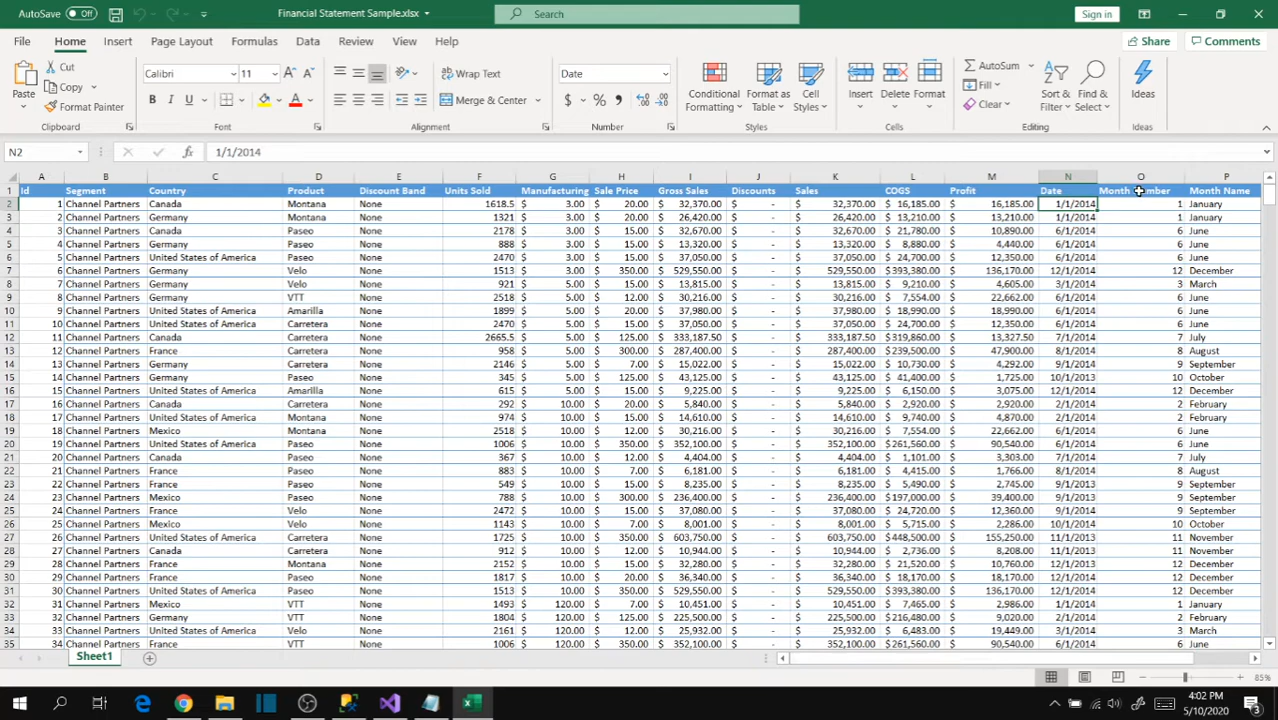 AutoSave Off Financial Statement Sample.xlsx Search Sign in
File Home Insert Page Layout Formulas Data Review View Help Share Comments
Paste Cut Copy Format Painter Calibri 11 B I U A Wrap Text Merge & Center Date $ % , Conditional Formatting Format as Table Cell Styles Insert Delete Format AutoSum Fill Clear Sort & Filter Find & Select Ideas
Clipboard Font Alignment Number Styles Cells Editing Ideas
N2 fx 1/1/2014
A B C D E F G H I J K L M N O P
1 Id Segment Country Product Discount Band Units Sold Manufacturing Sale Price Gross Sales Discounts Sales COGS Profit Date Month Number Month Name
2 1 Channel Partners Canada Montana None 1618.5 $ 3.00 $ 20.00 $ 32,370.00 $ - $ 32,370.00 $ 16,185.00 $ 16,185.00 1/1/2014 1 January
3 2 Channel Partners Germany Montana None 1321 $ 3.00 $ 20.00 $ 26,420.00 $ - $ 26,420.00 $ 13,210.00 $ 13,210.00 1/1/2014 1 January
4 3 Channel Partners Canada Paseo None 2178 $ 3.00 $ 15.00 $ 32,670.00 $ - $ 32,670.00 $ 21,780.00 $ 10,890.00 6/1/2014 6 June
5 4 Channel Partners Germany Paseo None 888 $ 3.00 $ 15.00 $ 13,320.00 $ - $ 13,320.00 $ 8,880.00 $ 4,440.00 6/1/2014 6 June
6 5 Channel Partners United States of America Paseo None 2470 $ 3.00 $ 15.00 $ 37,050.00 $ - $ 37,050.00 $ 24,700.00 $ 12,350.00 6/1/2014 6 June
7 6 Channel Partners Germany Velo None 1513 $ 3.00 $ 350.00 $ 529,550.00 $ - $ 529,550.00 $ 393,380.00 $ 136,170.00 12/1/2014 12 December
8 7 Channel Partners Germany Velo None 921 $ 3.00 $ 15.00 $ 13,815.00 $ - $ 13,815.00 $ 9,210.00 $ 4,605.00 3/1/2014 3 March
9 8 Channel Partners Germany VTT None 2518 $ 3.00 $ 12.00 $ 30,216.00 $ - $ 30,216.00 $ 7,554.00 $ 22,662.00 6/1/2014 6 June
10 9 Channel Partners United States of America Amarilla None 1899 $ 5.00 $ 20.00 $ 37,980.00 $ - $ 37,980.00 $ 18,990.00 $ 18,990.00 6/1/2014 6 June
11 10 Channel Partners United States of America Carretera None 2470 $ 5.00 $ 15.00 $ 37,050.00 $ - $ 37,050.00 $ 24,700.00 $ 12,350.00 6/1/2014 6 June
12 11 Channel Partners Canada Carretera None 2665.5 $ 5.00 $ 125.00 $ 333,187.50 $ - $ 333,187.50 $ 319,860.00 $ 13,327.50 7/1/2014 7 July
13 12 Channel Partners France Carretera None 958 $ 5.00 $ 300.00 $ 287,400.00 $ - $ 287,400.00 $ 239,500.00 $ 47,900.00 8/1/2014 8 August
14 13 Channel Partners Germany Carretera None 2146 $ 5.00 $ 7.00 $ 15,022.00 $ - $ 15,022.00 $ 10,730.00 $ 4,292.00 9/1/2014 9 September
15 14 Channel Partners Germany Paseo None 345 $ 5.00 $ 125.00 $ 43,125.00 $ - $ 43,125.00 $ 41,400.00 $ 1,725.00 10/1/2013 10 October
16 15 Channel Partners United States of America Amarilla None 615 $ 5.00 $ 15.00 $ 9,225.00 $ - $ 9,225.00 $ 6,150.00 $ 3,075.00 12/1/2014 12 December
17 16 Channel Partners Canada Carretera None 292 $ 10.00 $ 20.00 $ 5,840.00 $ - $ 5,840.00 $ 2,920.00 $ 2,920.00 2/1/2014 2 February
18 17 Channel Partners United States of America Montana None 974 $ 10.00 $ 15.00 $ 14,610.00 $ - $ 14,610.00 $ 9,740.00 $ 4,870.00 2/1/2014 2 February
19 18 Channel Partners Mexico Montana None 2518 $ 10.00 $ 12.00 $ 30,216.00 $ - $ 30,216.00 $ 7,554.00 $ 22,662.00 6/1/2014 6 June
20 19 Channel Partners United States of America Paseo None 1006 $ 10.00 $ 350.00 $ 352,100.00 $ - $ 352,100.00 $ 261,560.00 $ 90,540.00 6/1/2014 6 June
21 20 Channel Partners Canada Paseo None 367 $ 10.00 $ 12.00 $ 4,404.00 $ - $ 4,404.00 $ 1,101.00 $ 3,303.00 7/1/2014 7 July
22 21 Channel Partners France Paseo None 883 $ 10.00 $ 7.00 $ 6,181.00 $ - $ 6,181.00 $ 4,415.00 $ 1,766.00 8/1/2014 8 August
23 22 Channel Partners France Paseo None 549 $ 10.00 $ 15.00 $ 8,235.00 $ - $ 8,235.00 $ 5,490.00 $ 2,745.00 9/1/2013 9 September
24 23 Channel Partners Mexico Paseo None 788 $ 10.00 $ 300.00 $ 236,400.00 $ - $ 236,400.00 $ 197,000.00 $ 39,400.00 9/1/2013 9 September
25 24 Channel Partners France Velo None 2472 $ 10.00 $ 15.00 $ 37,080.00 $ - $ 37,080.00 $ 24,720.00 $ 12,360.00 9/1/2014 9 September
26 25 Channel Partners Mexico Velo None 1143 $ 10.00 $ 7.00 $ 8,001.00 $ - $ 8,001.00 $ 5,715.00 $ 2,286.00 10/1/2014 10 October
27 26 Channel Partners Canada Carretera None 1725 $ 10.00 $ 350.00 $ 603,750.00 $ - $ 603,750.00 $ 448,500.00 $ 155,250.00 11/1/2013 11 November
28 27 Channel Partners Canada Carretera None 912 $ 10.00 $ 12.00 $ 10,944.00 $ - $ 10,944.00 $ 2,736.00 $ 8,208.00 11/1/2013 11 November
29 28 Channel Partners France Montana None 2152 $ 10.00 $ 15.00 $ 32,280.00 $ - $ 32,280.00 $ 21,520.00 $ 10,760.00 12/1/2013 12 December
30 29 Channel Partners France Paseo None 1817 $ 10.00 $ 20.00 $ 36,340.00 $ - $ 36,340.00 $ 18,170.00 $ 18,170.00 12/1/2014 12 December
31 30 Channel Partners United States of America Paseo None 1513 $ 10.00 $ 350.00 $ 529,550.00 $ - $ 529,550.00 $ 393,380.00 $ 136,170.00 12/1/2014 12 December
32 31 Channel Partners Mexico VTT None 1493 $ 120.00 $ 7.00 $ 10,451.00 $ - $ 10,451.00 $ 7,465.00 $ 2,986.00 1/1/2014 1 January
33 32 Channel Partners Germany VTT None 1804 $ 120.00 $ 125.00 $ 225,500.00 $ - $ 225,500.00 $ 216,480.00 $ 9,020.00 2/1/2014 2 February
34 33 Channel Partners United States of America Velo None 2161 $ 120.00 $ 12.00 $ 25,932.00 $ - $ 25,932.00 $ 6,483.00 $ 19,449.00 3/1/2014 3 March
35 34 Channel Partners France VTT None 1006 $ 120.00 $ 350.00 $ 352,100.00 $ - $ 352,100.00 $ 261,560.00 $ 90,540.00 6/1/2014 6 June
Sheet1
85%
4:02 PM
5/10/2020
3